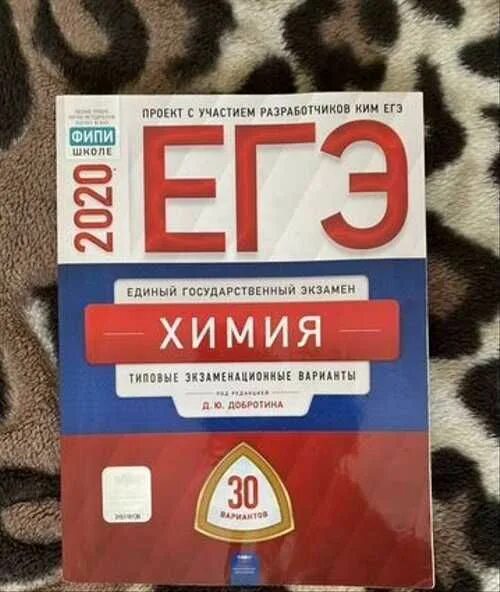 ПРОЕКТ С УЧАСТИЕМ РАЗРАБОТЧИКОВ КИМ ЕГЭ
ФИПИ
ШКОЛЕ
2020
ЕГЭ
ЕДИНЫЙ ГОСУДАРСТВЕННЫЙ ЭКЗАМЕН
ХИМИЯ
ТИПОВЫЕ ЭКЗАМЕНАЦИОННЫЕ ВАРИАНТЫ
ПОД РЕДАКЦИЕЙ
Д. Ю. ДОБРОТИНА
30
ВАРИАНТОВ